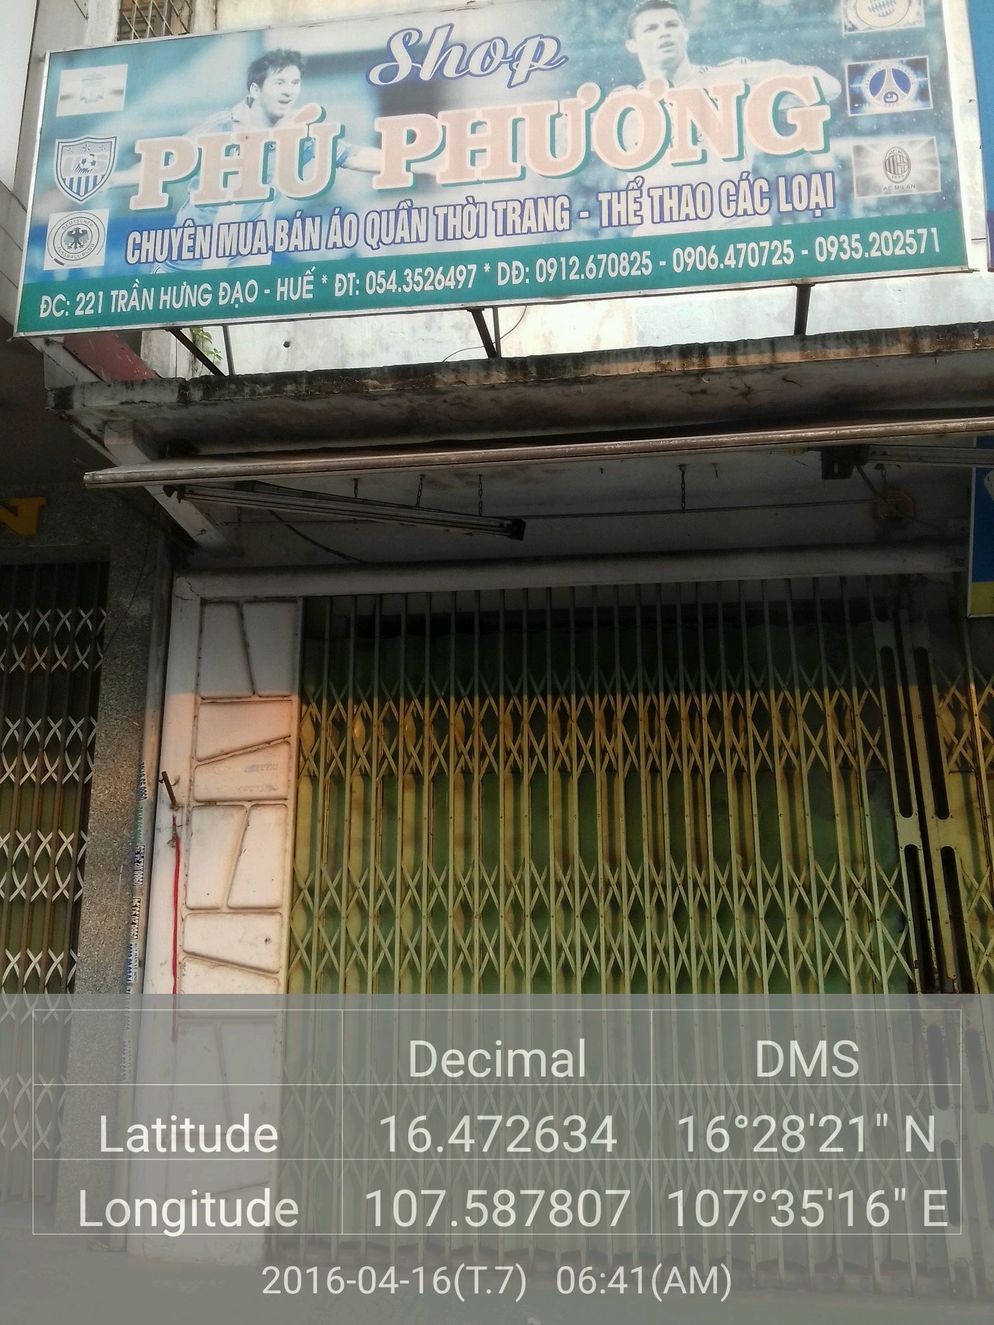 Shop
PHÚ PHƯƠNG
CHUYÊN MUA BÁN ÁO QUẦN THỜI TRANG - THỂ THAO CÁC LOẠI
ĐC: 221 TRẦN HƯNG ĐẠO - HUẾ * ĐT: 054.3526497 * DĐ: 0912.670825 - 0906.470725 - 0935.202571
AC MILAN
Decimal DMS
Latitude 16.472634 16°28'21" N
Longitude 107.587807 107°35'16" E
2016-04-16(T.7) 06:41(AM)